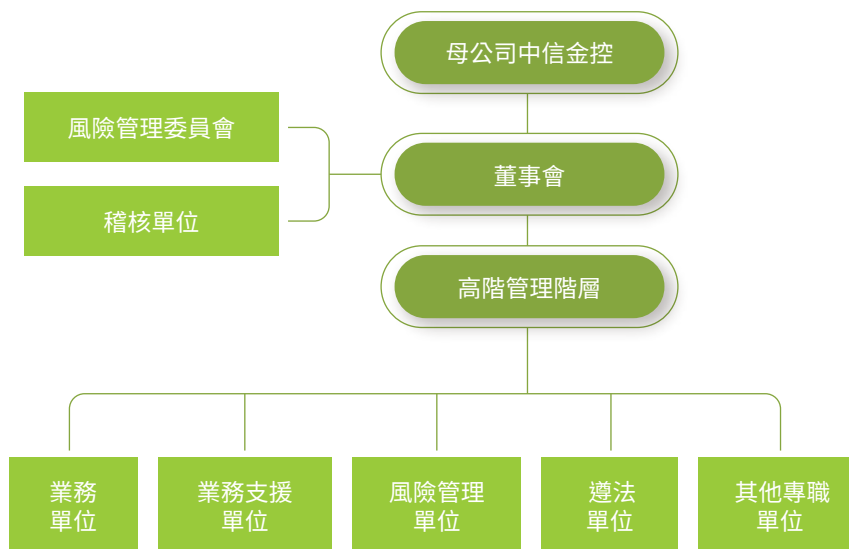 母公司中信金控
風險管理委員會
董事會
稽核單位
高階管理階層
業務
單位
業務支援
單位
風險管理
單位
遵法
單位
其他專職
單位